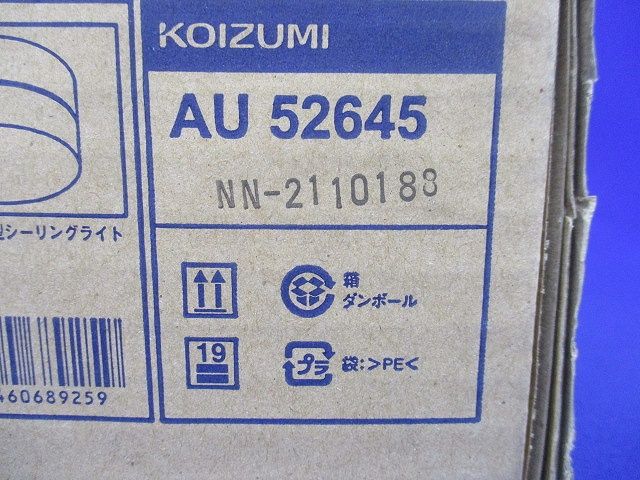 KOIZUMI
AU 52645
NN-2110188
型シーリングライト
箱
ダンボール
19
プラ
袋:>PE<
460689259